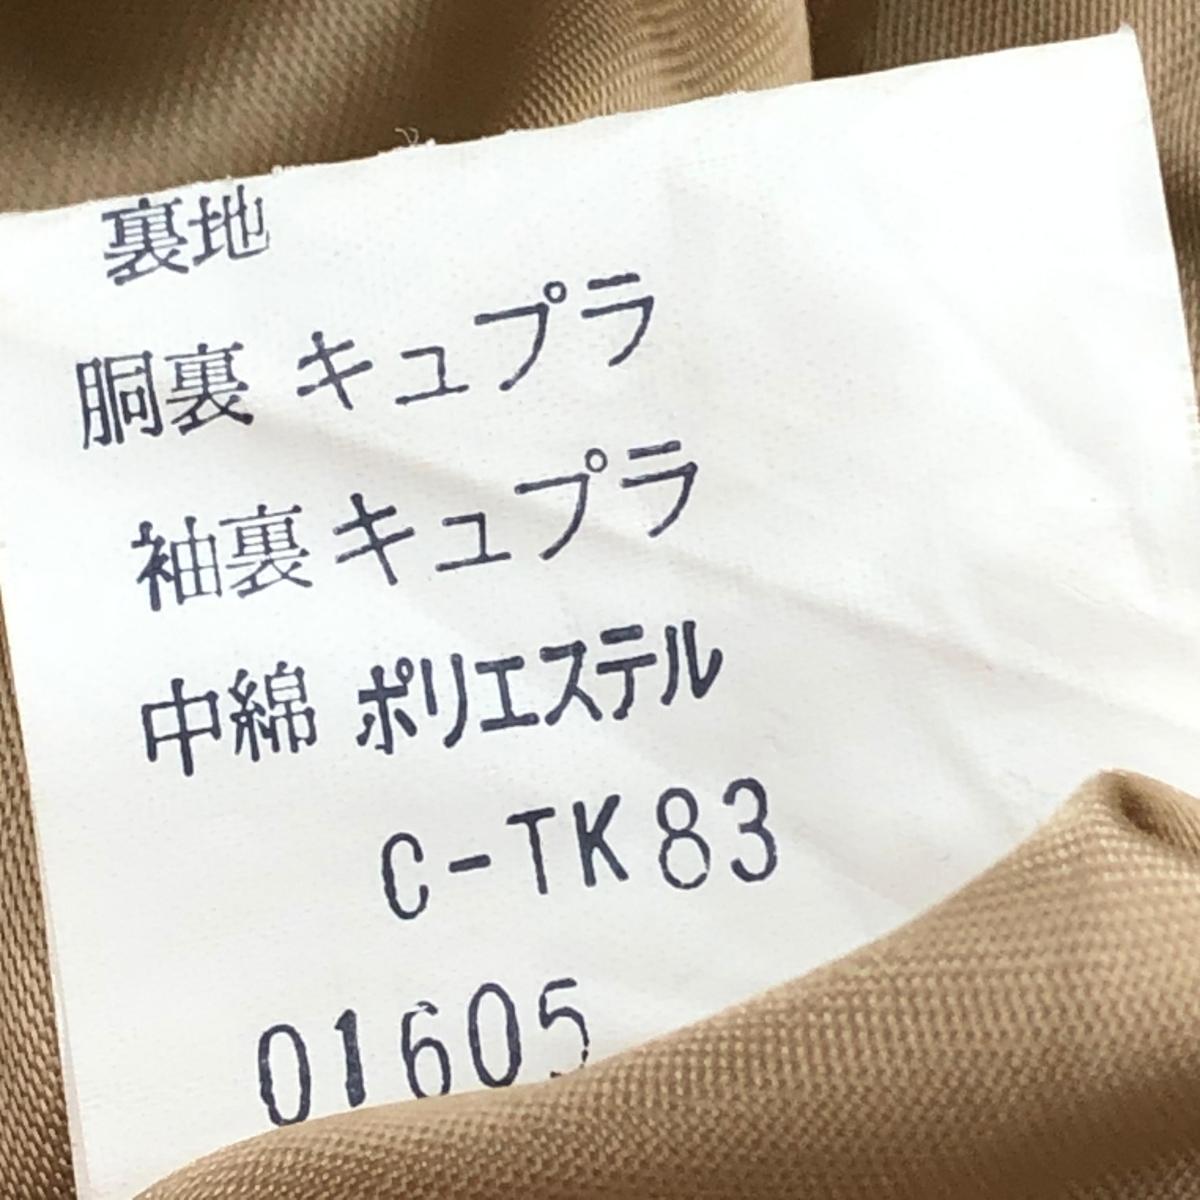 裏地
胴裏 キュプラ
袖裏 キュプラ
中綿 ポリエステル
C-TK83
01605